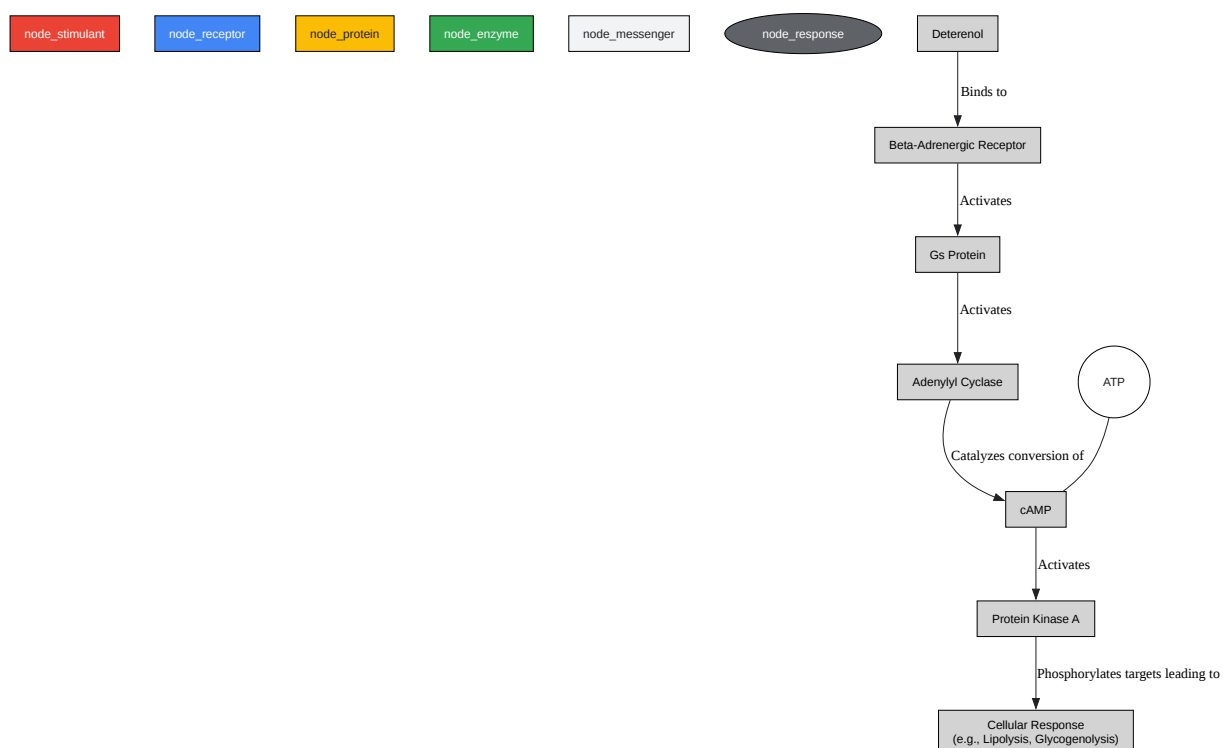 node_stimulant
node_receptor
node_protein
node_enzyme
node_messenger
node_response
Deterenol
Binds to
Beta-Adrenergic Receptor
Activates
Gs Protein
Activates
Adenylyl Cyclase
ATP
Catalyzes conversion of
cAMP
Activates
Protein Kinase A
Phosphorylates targets leading to
Cellular Response
(e.g., Lipolysis, Glycogenolysis)